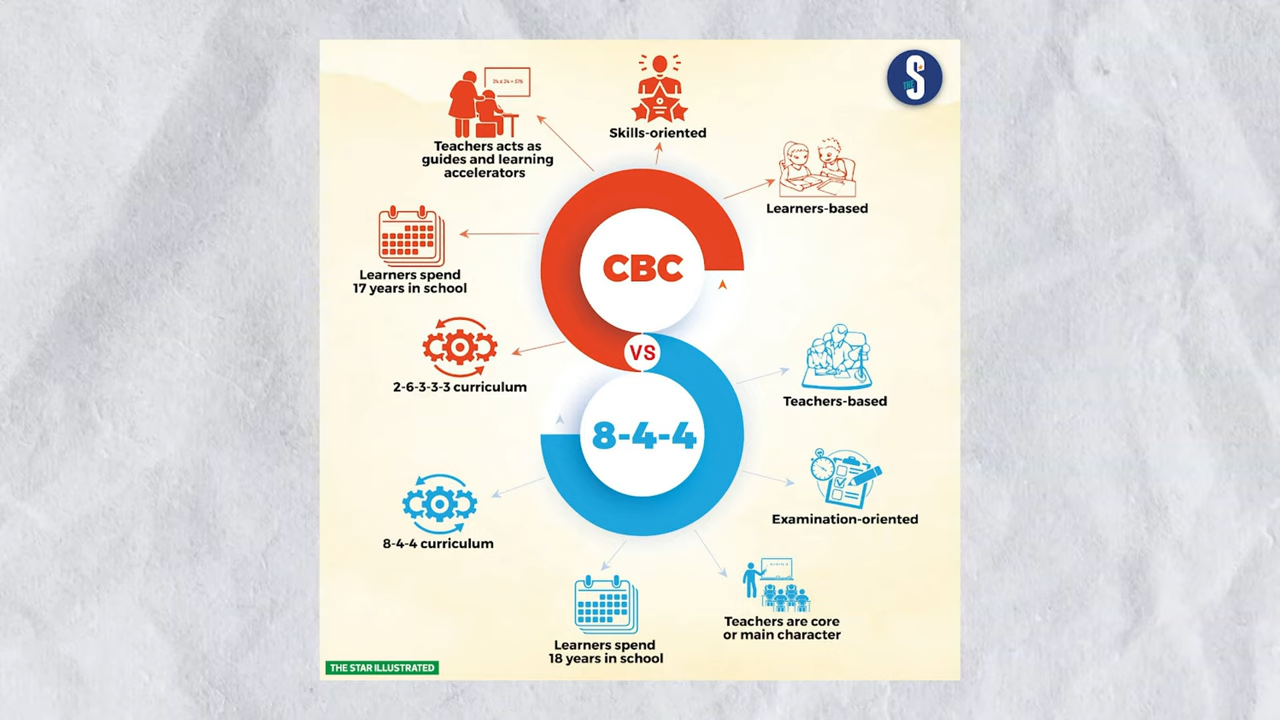 THE S
Skills-oriented
Teachers acts as
guides and learning
accelerators
Learners-based
CBC
Learners spend
17 years in school
VS
2-6-3-3-3 curriculum
Teachers-based
8-4-4
Examination-oriented
8-4-4 curriculum
Teachers are core
or main character
Learners spend
18 years in school
THE STAR ILLUSTRATED